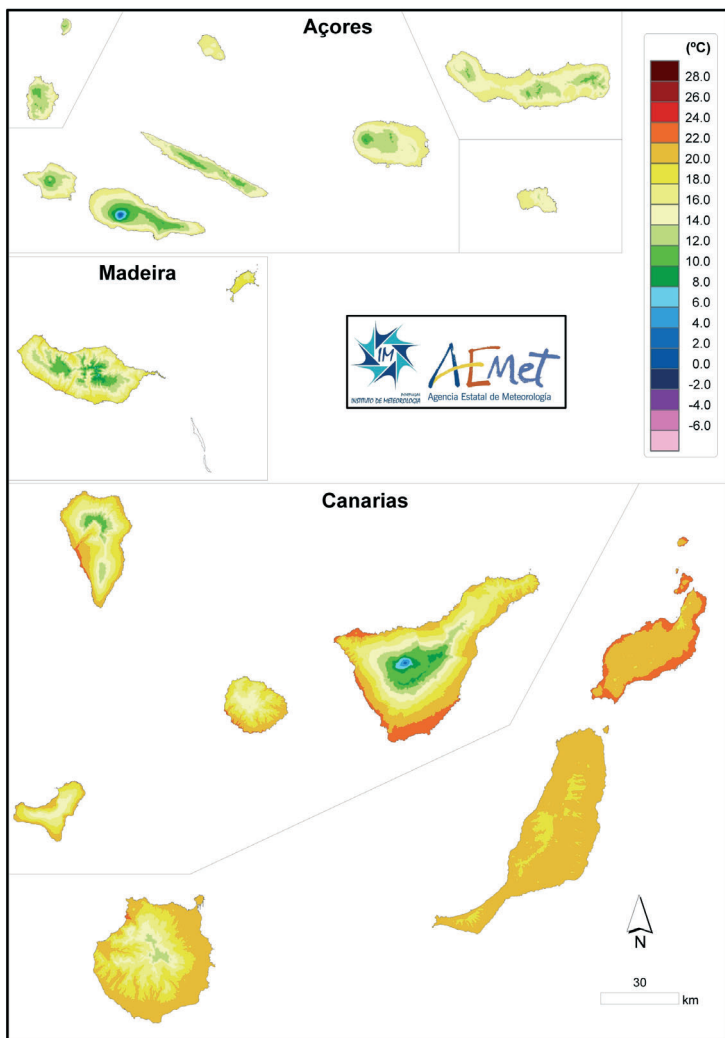 Açores
(ºC)
28.0
26.0
24.0
22.0
20.0
18.0
16.0
14.0
12.0
10.0
8.0
6.0
4.0
2.0
0.0
-2.0
-4.0
-6.0
Madeira
IM
PORTUGAL
INSTITUTO DE METEOROLOGIA
AEMet
Agencia Estatal de Meteorología
Canarias
N
30
km